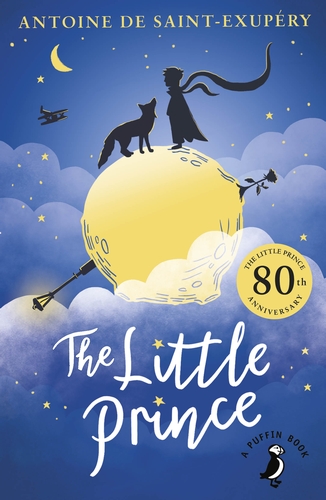 ANTOINE DE SAINT-EXUPÉRY
THE LITTLE PRINCE
80th
ANNIVERSARY
The Little
Prince
A PUFFIN BOOK